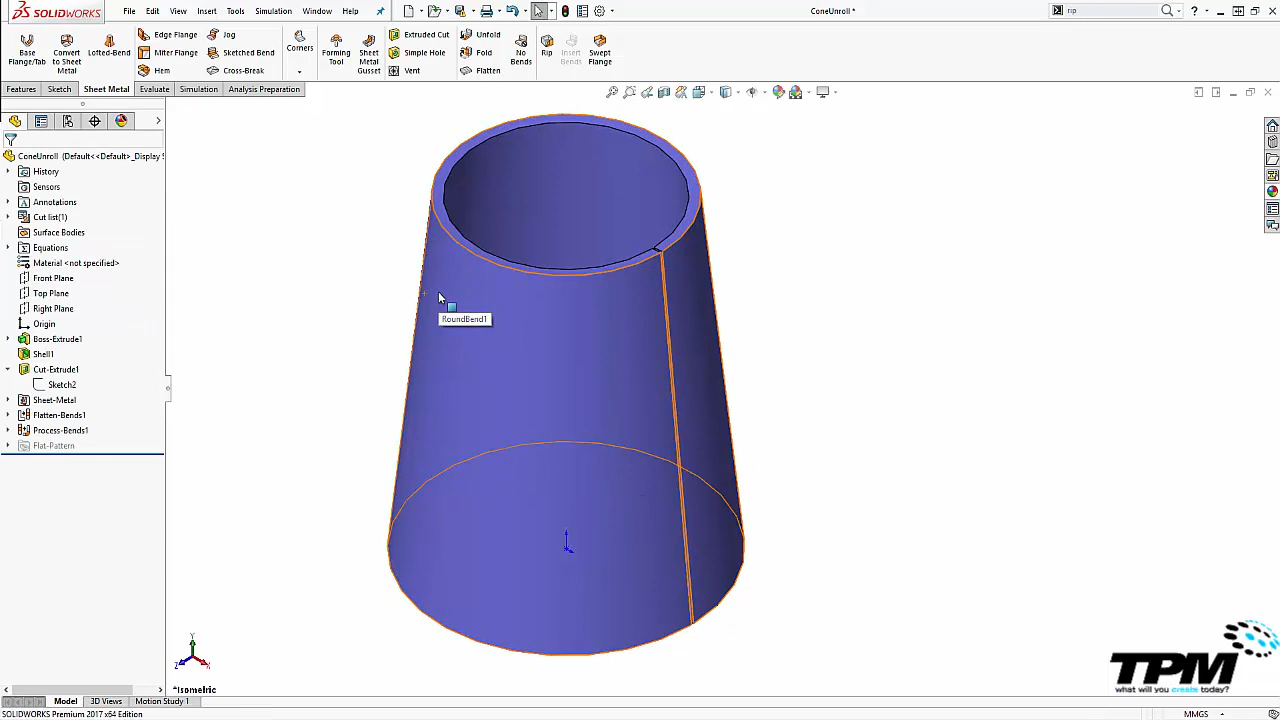 SOLIDWORKS
File Edit View Insert Tools Simulation Window Help
ConeUnroll *
rip
Base Flange/Tab
Convert to Sheet Metal
Lofted-Bend
Edge Flange
Miter Flange
Hem
Jog
Sketched Bend
Cross-Break
Corners
Forming Tool
Sheet Metal Gusset
Extruded Cut
Simple Hole
Vent
Unfold
Fold
Flatten
No Bends
Rip
Insert Bends
Swept Flange
Features Sketch Sheet Metal Evaluate Simulation Analysis Preparation
ConeUnroll (Default<<Default>_Display S
History
Sensors
Annotations
Cut list(1)
Surface Bodies
Equations
Material <not specified>
Front Plane
Top Plane
Right Plane
Origin
Boss-Extrude1
Shell1
Cut-Extrude1
Sketch2
Sheet-Metal
Flatten-Bends1
Process-Bends1
Flat-Pattern
RoundBend1
Y
Z
X
*Isometric
TPM
what will you create today?
Model 3D Views Motion Study 1
SOLIDWORKS Premium 2017 x64 Edition
MMGS